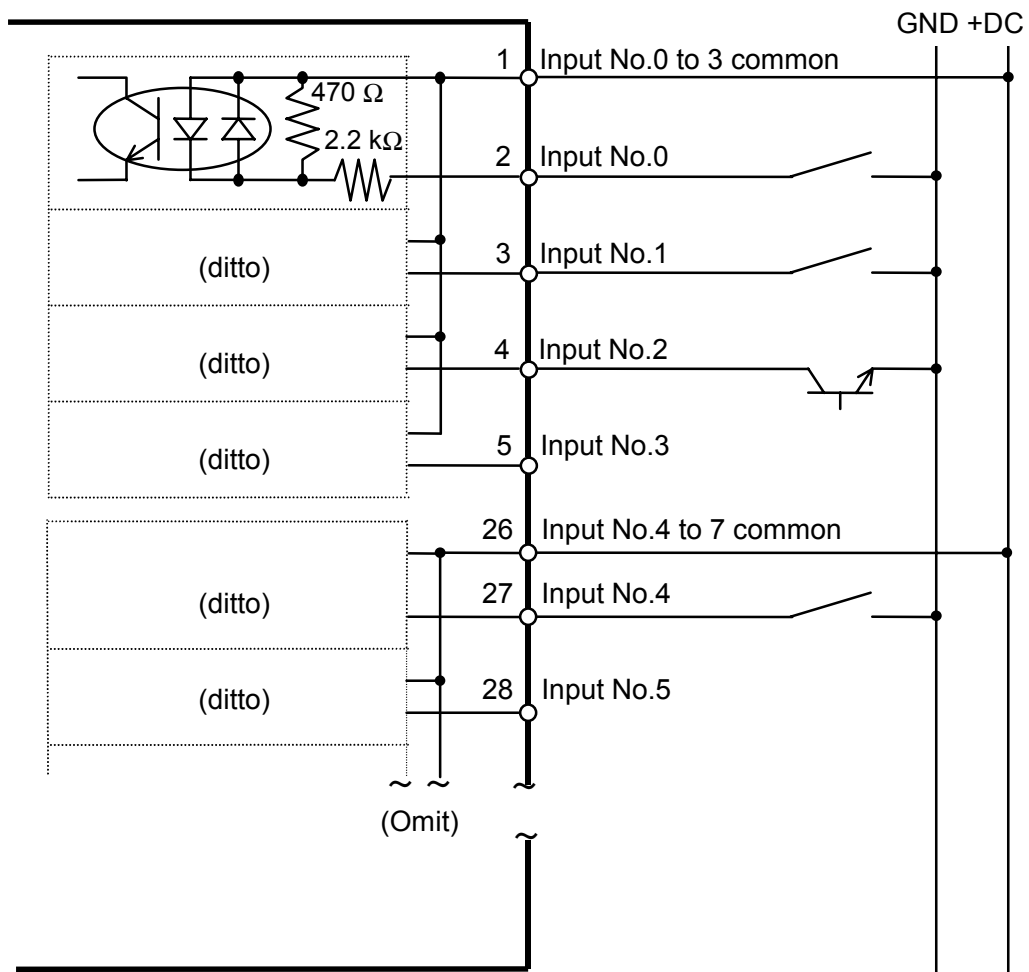 GND +DC
1 Input No.0 to 3 common
470 Ω
2.2 kΩ
2 Input No.0
(ditto)
3 Input No.1
(ditto)
4 Input No.2
(ditto)
5 Input No.3
26 Input No.4 to 7 common
(ditto)
27 Input No.4
(ditto)
28 Input No.5
~ ~ ~
(Omit)
~